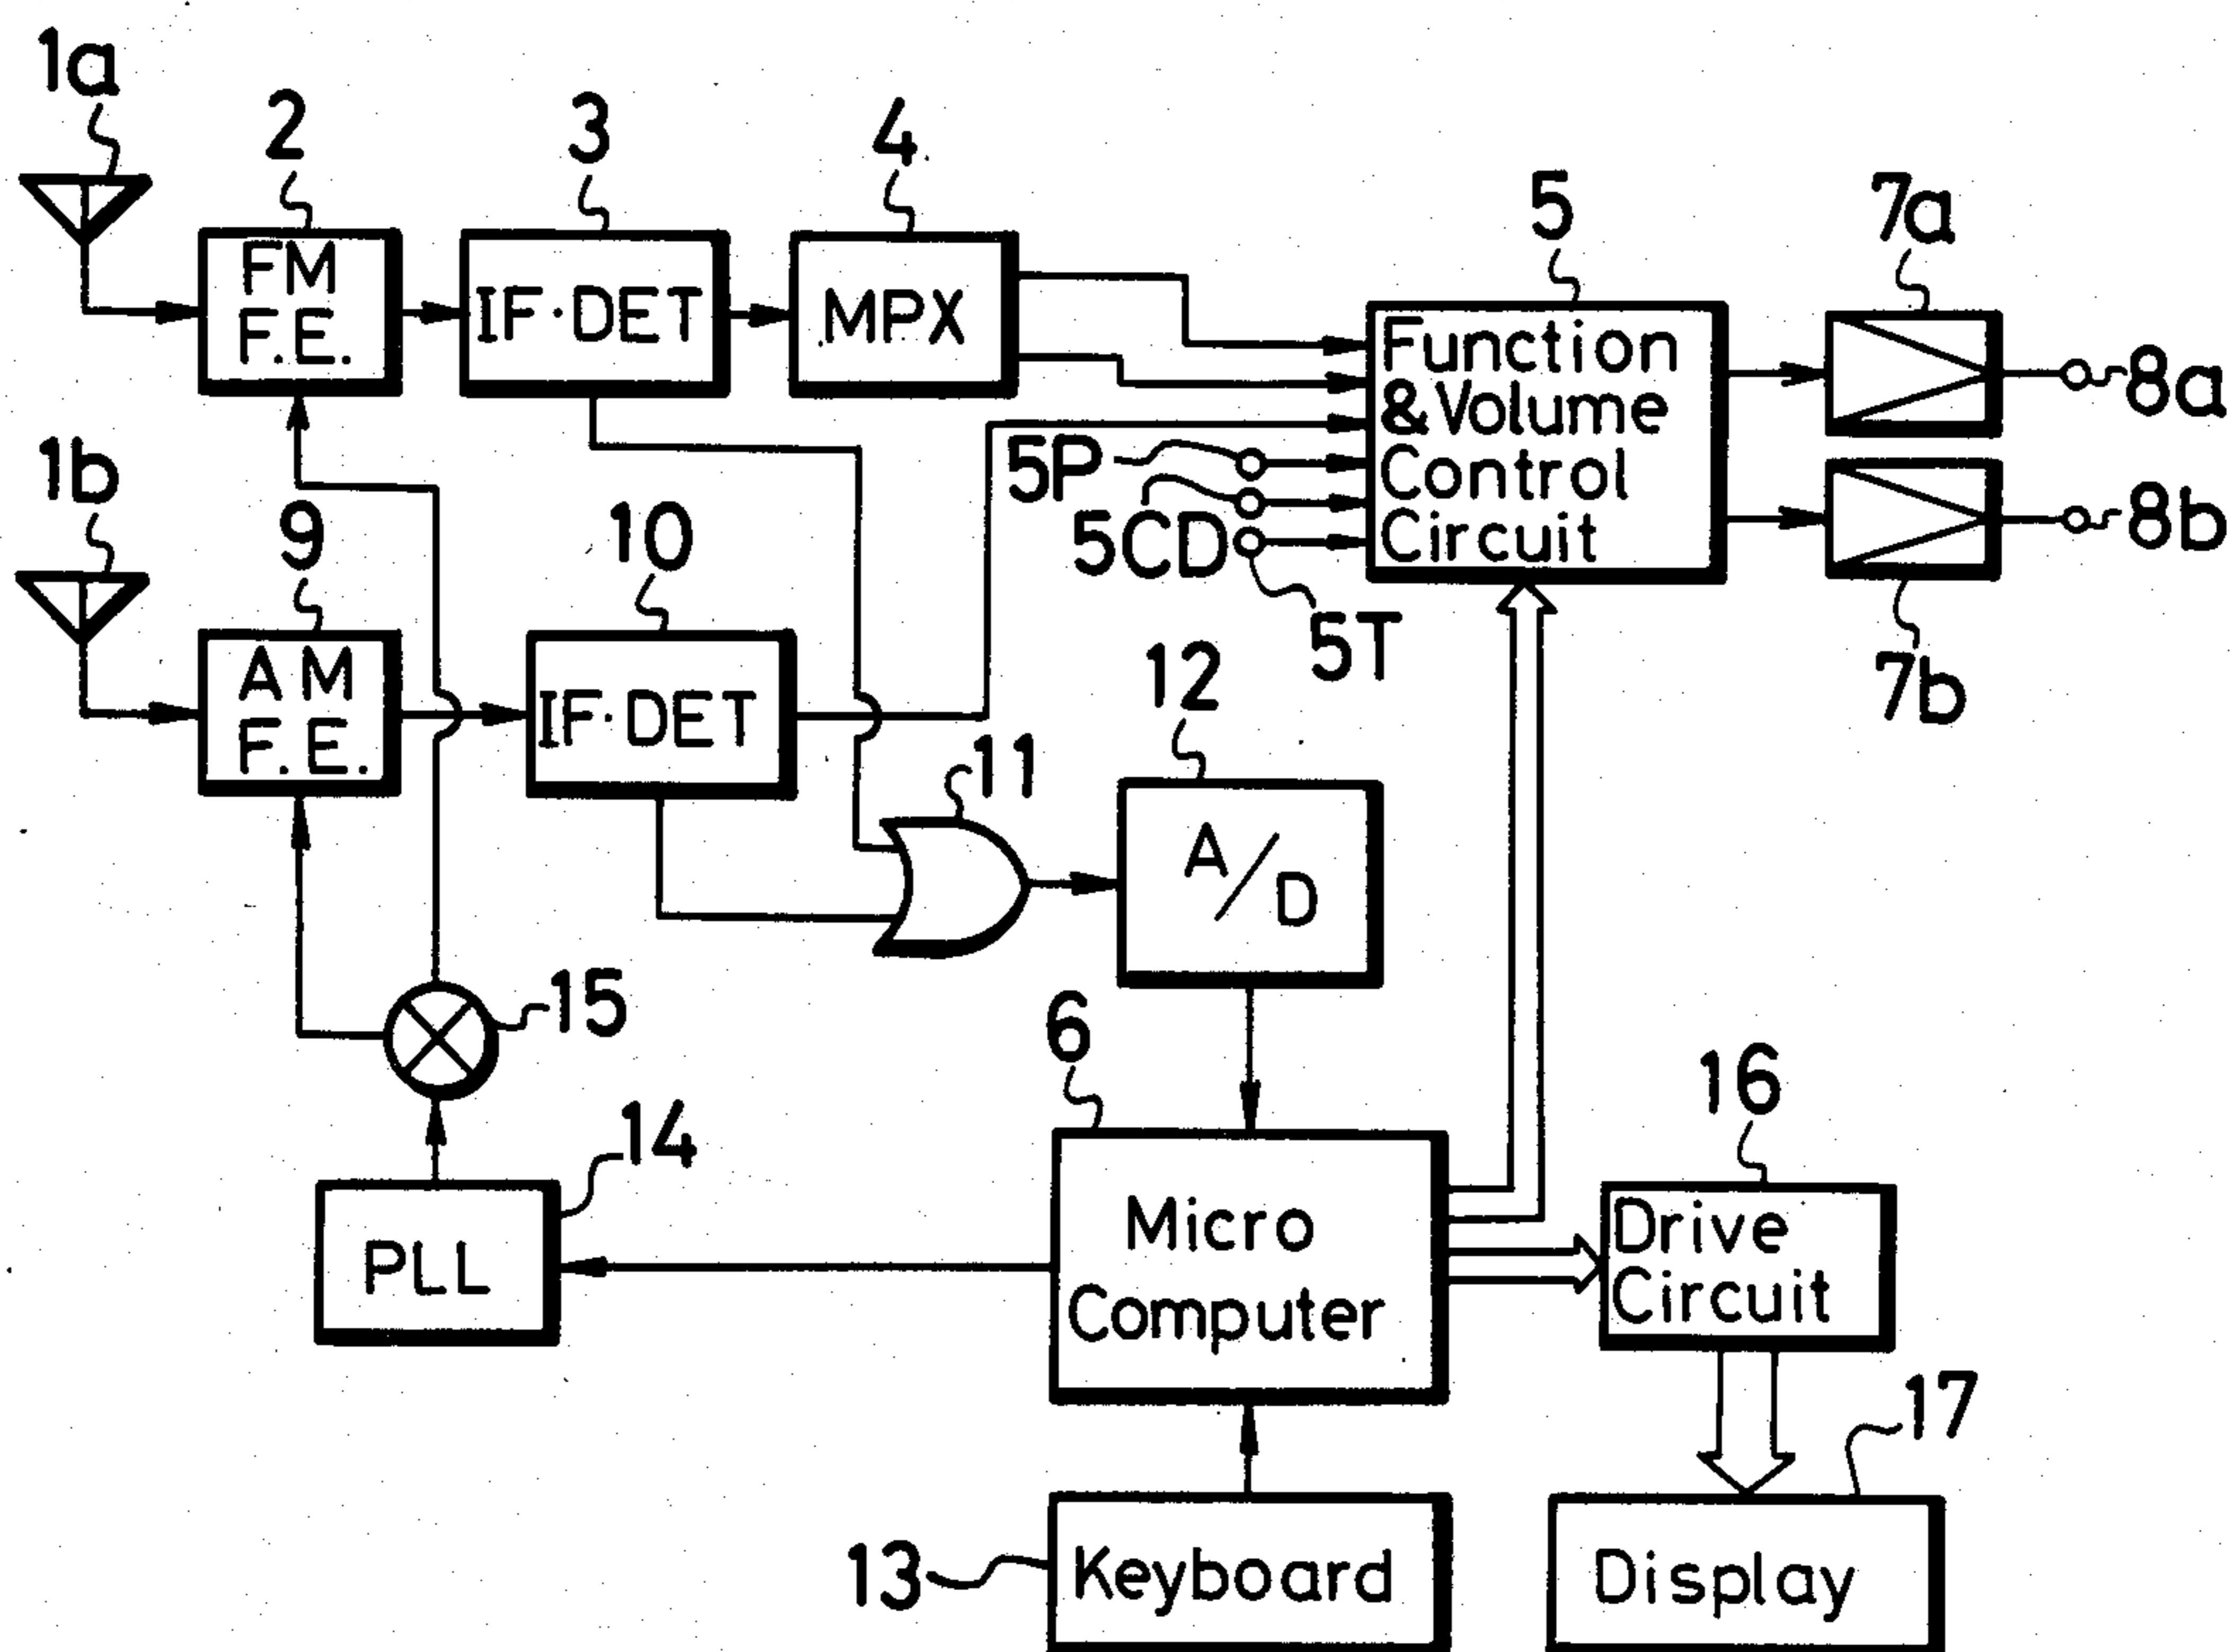 1a
2
3
4
5
7a
FM
F.E.
IF·DET
MPX
Function
& Volume
Control
Circuit
8a
8b
7b
5P
5CD
5T
1b
9
10
AM
F.E.
IF·DET
11
12
A/D
15
6
14
PLL
Micro
Computer
16
Drive
Circuit
17
13
Keyboard
Display